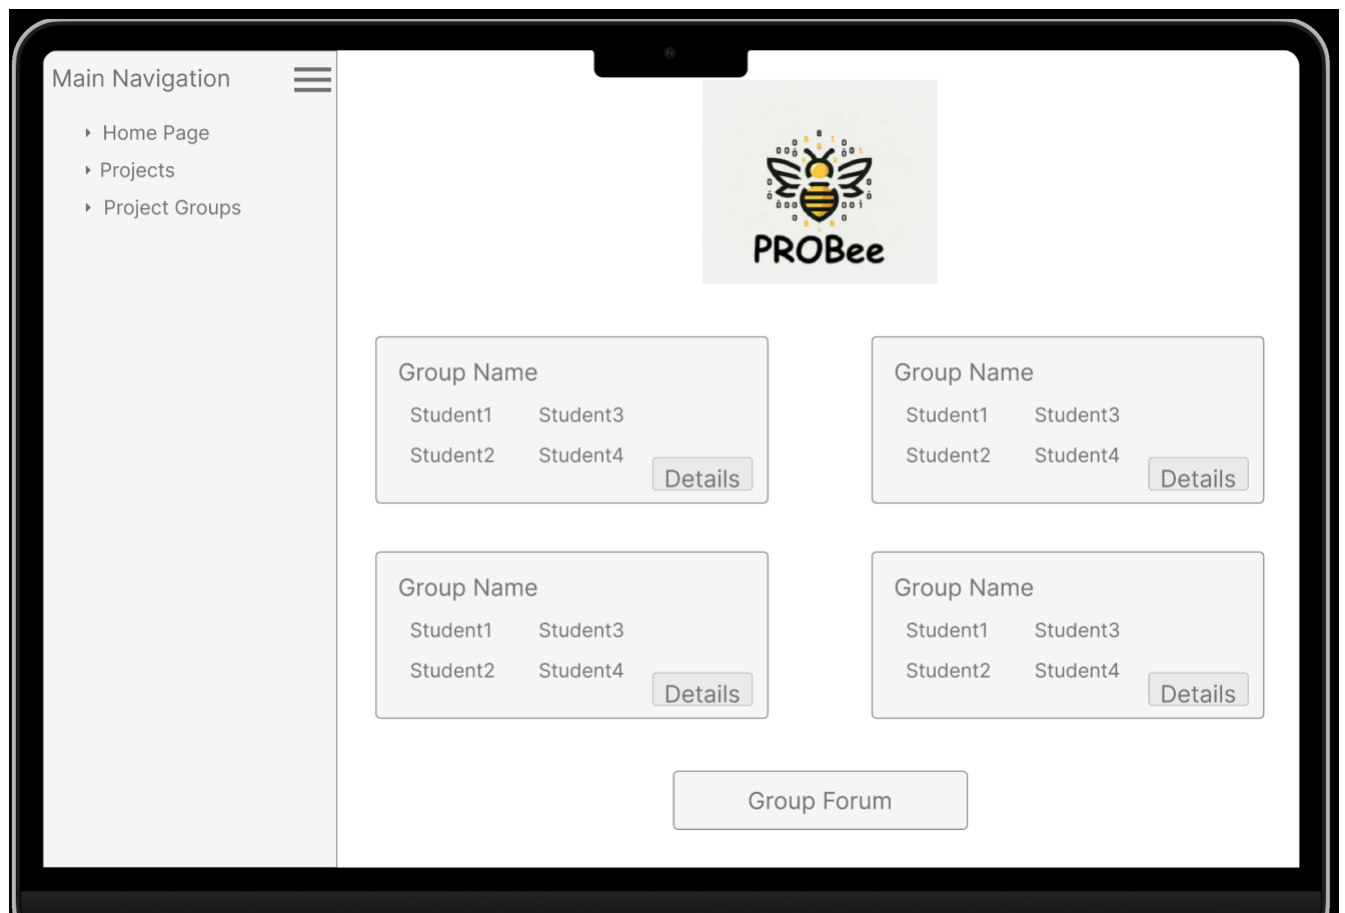 Main Navigation
Home Page
Projects
Project Groups
PROBee
Group Name
Student1 Student3
Student2 Student4
Details
Group Name
Student1 Student3
Student2 Student4
Details
Group Name
Student1 Student3
Student2 Student4
Details
Group Name
Student1 Student3
Student2 Student4
Details
Group Forum